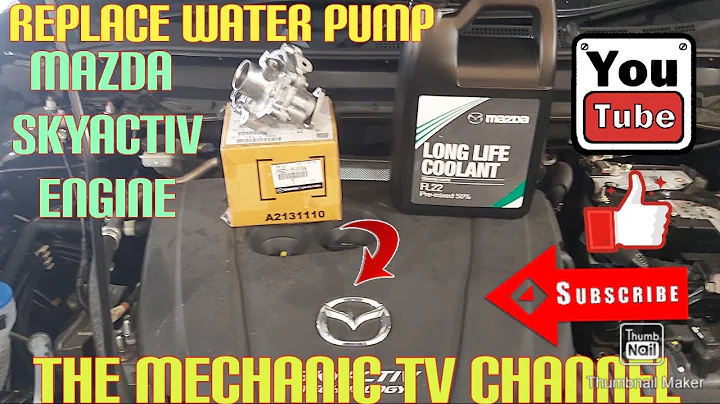 REPLACE WATER PUMP
MAZDA
SKYACTIV
ENGINE
You
Tube
mazda
LONG LIFE
COOLANT
FL22
Pre-mixed 50%
A2131110
SUBSCRIBE
Thumb
Nail
Thumbnail Maker
THE MECHANIC TV CHANNEL